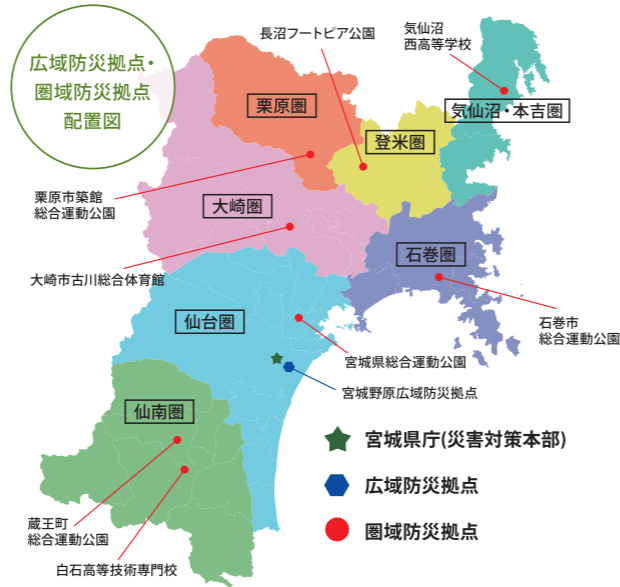 広域防災拠点・
圏域防災拠点
配置図
長沼フートピア公園
気仙沼
西高等学校
栗原圏
気仙沼・本吉圏
登米圏
栗原市築館
総合運動公園
大崎圏
石巻圏
大崎市古川総合体育館
仙台圏
石巻市
総合運動公園
宮城県総合運動公園
宮城野原広域防災拠点
仙南圏
宮城県庁(災害対策本部)
広域防災拠点
圏域防災拠点
蔵王町
総合運動公園
白石高等技術専門校